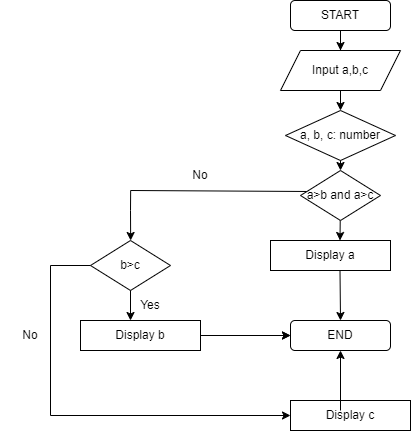 START
Input a,b,c
a, b, c: number
a>b and a>c
No
Display a
b>c
Yes
No
Display b
END
Display c